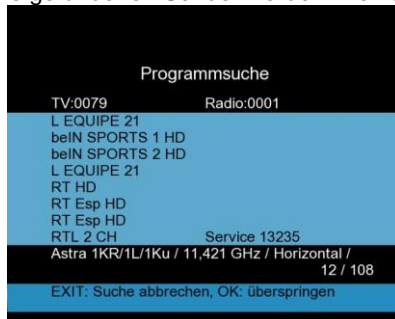 Programmsuche
TV:0079 Radio:0001
L EQUIPE 21
beIN SPORTS 1 HD
beIN SPORTS 2 HD
L EQUIPE 21
RT HD
RT Esp HD
RT Esp HD
RTL 2 CH Service 13235
Astra 1KR/1L/1Ku / 11,421 GHz / Horizontal /
12 / 108
EXIT: Suche abbrechen, OK: überspringen